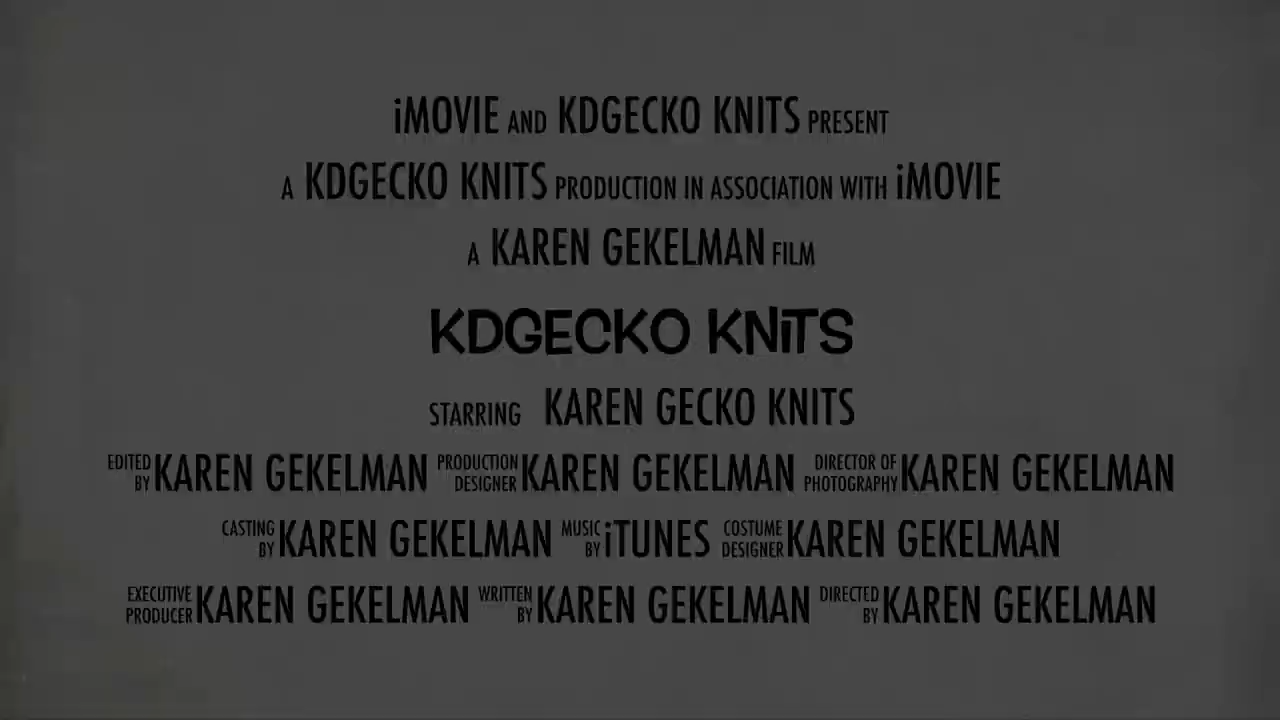 iMOVIE AND KDGECKO KNITS PRESENT
A KDGECKO KNITS PRODUCTION IN ASSOCIATION WITH iMOVIE
A KAREN GEKELMAN FILM
KDGECKO KNiTS
STARRING KAREN GECKO KNITS
EDITED BY KAREN GEKELMAN PRODUCTION DESIGNER KAREN GEKELMAN DIRECTOR OF PHOTOGRAPHY KAREN GEKELMAN
CASTING BY KAREN GEKELMAN MUSIC BY iTUNES COSTUME DESIGNER KAREN GEKELMAN
EXECUTIVE PRODUCER KAREN GEKELMAN WRITTEN BY KAREN GEKELMAN DIRECTED BY KAREN GEKELMAN